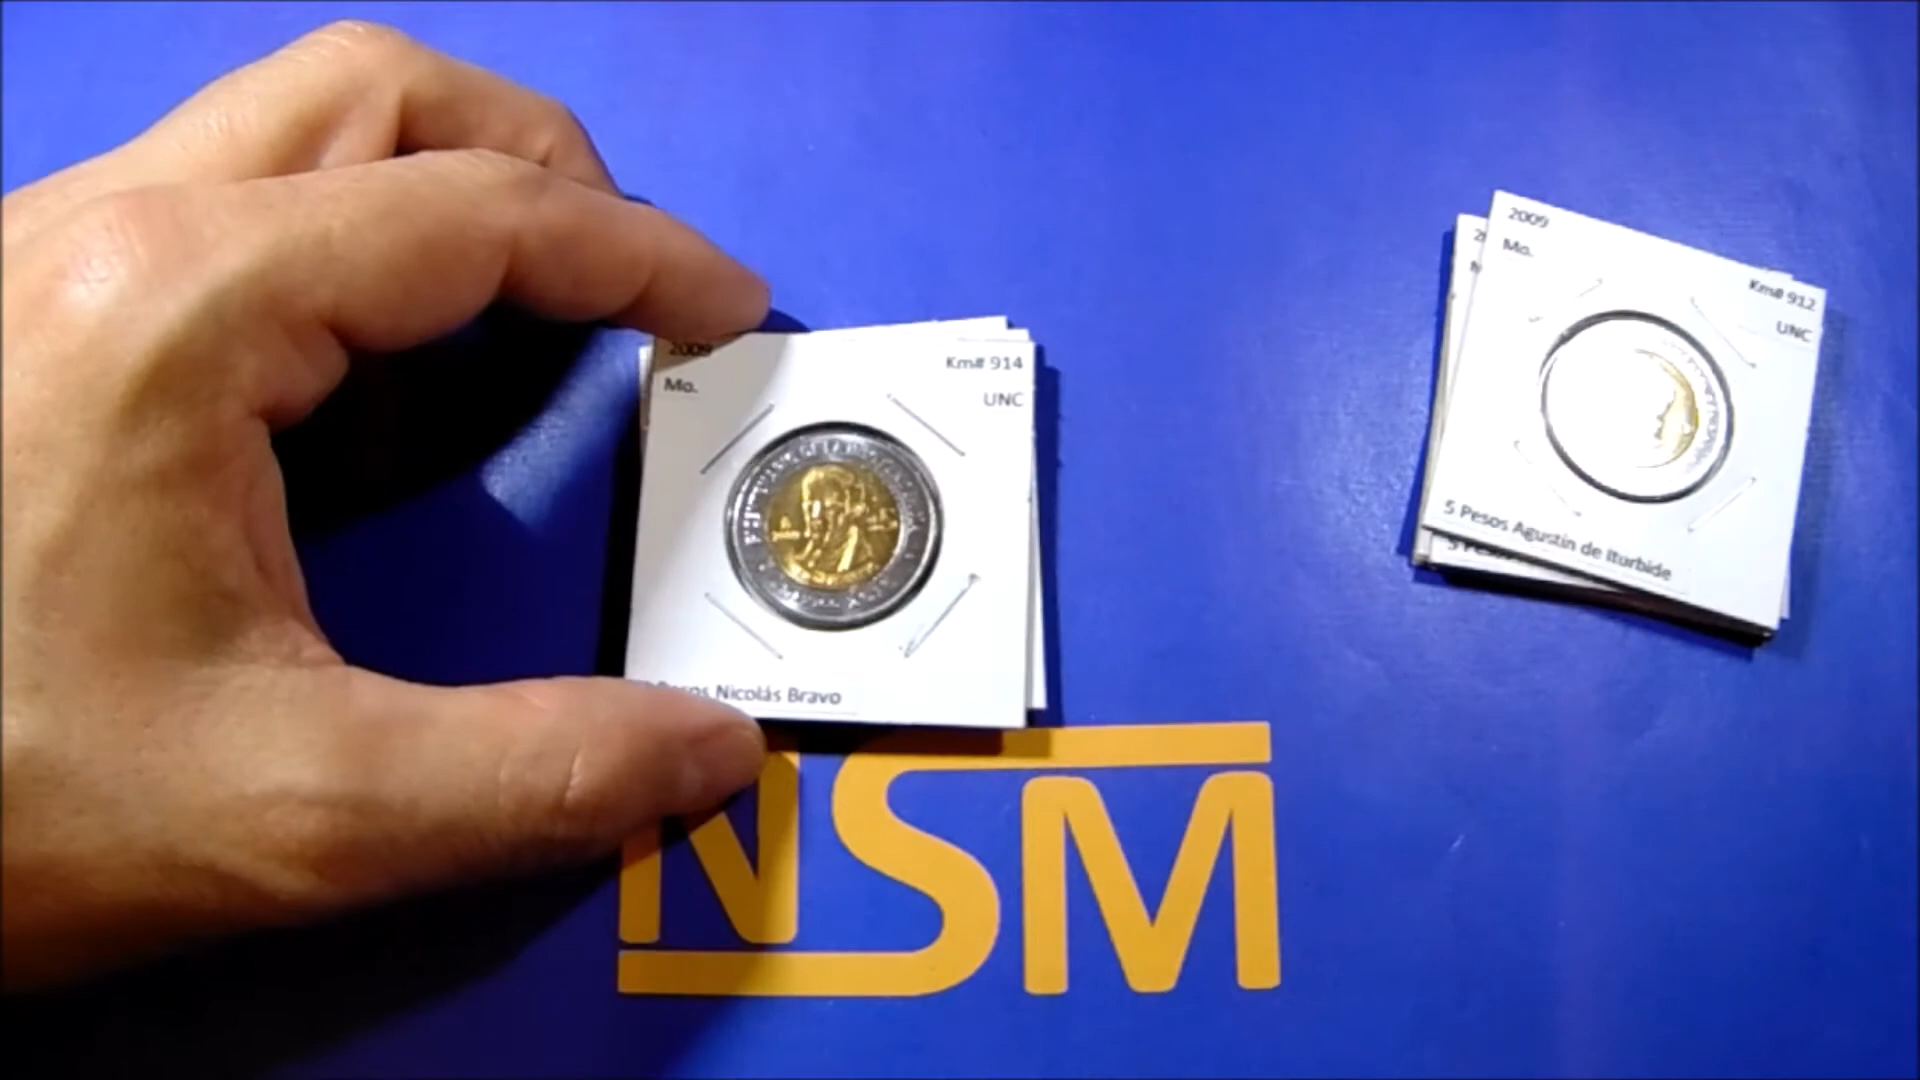 2009
Km# 914
Mo.
UNC
Pesos Nicolás Bravo
2009
Mo.
Km# 912
UNC
5 Pesos Agustín de Iturbide
NSM